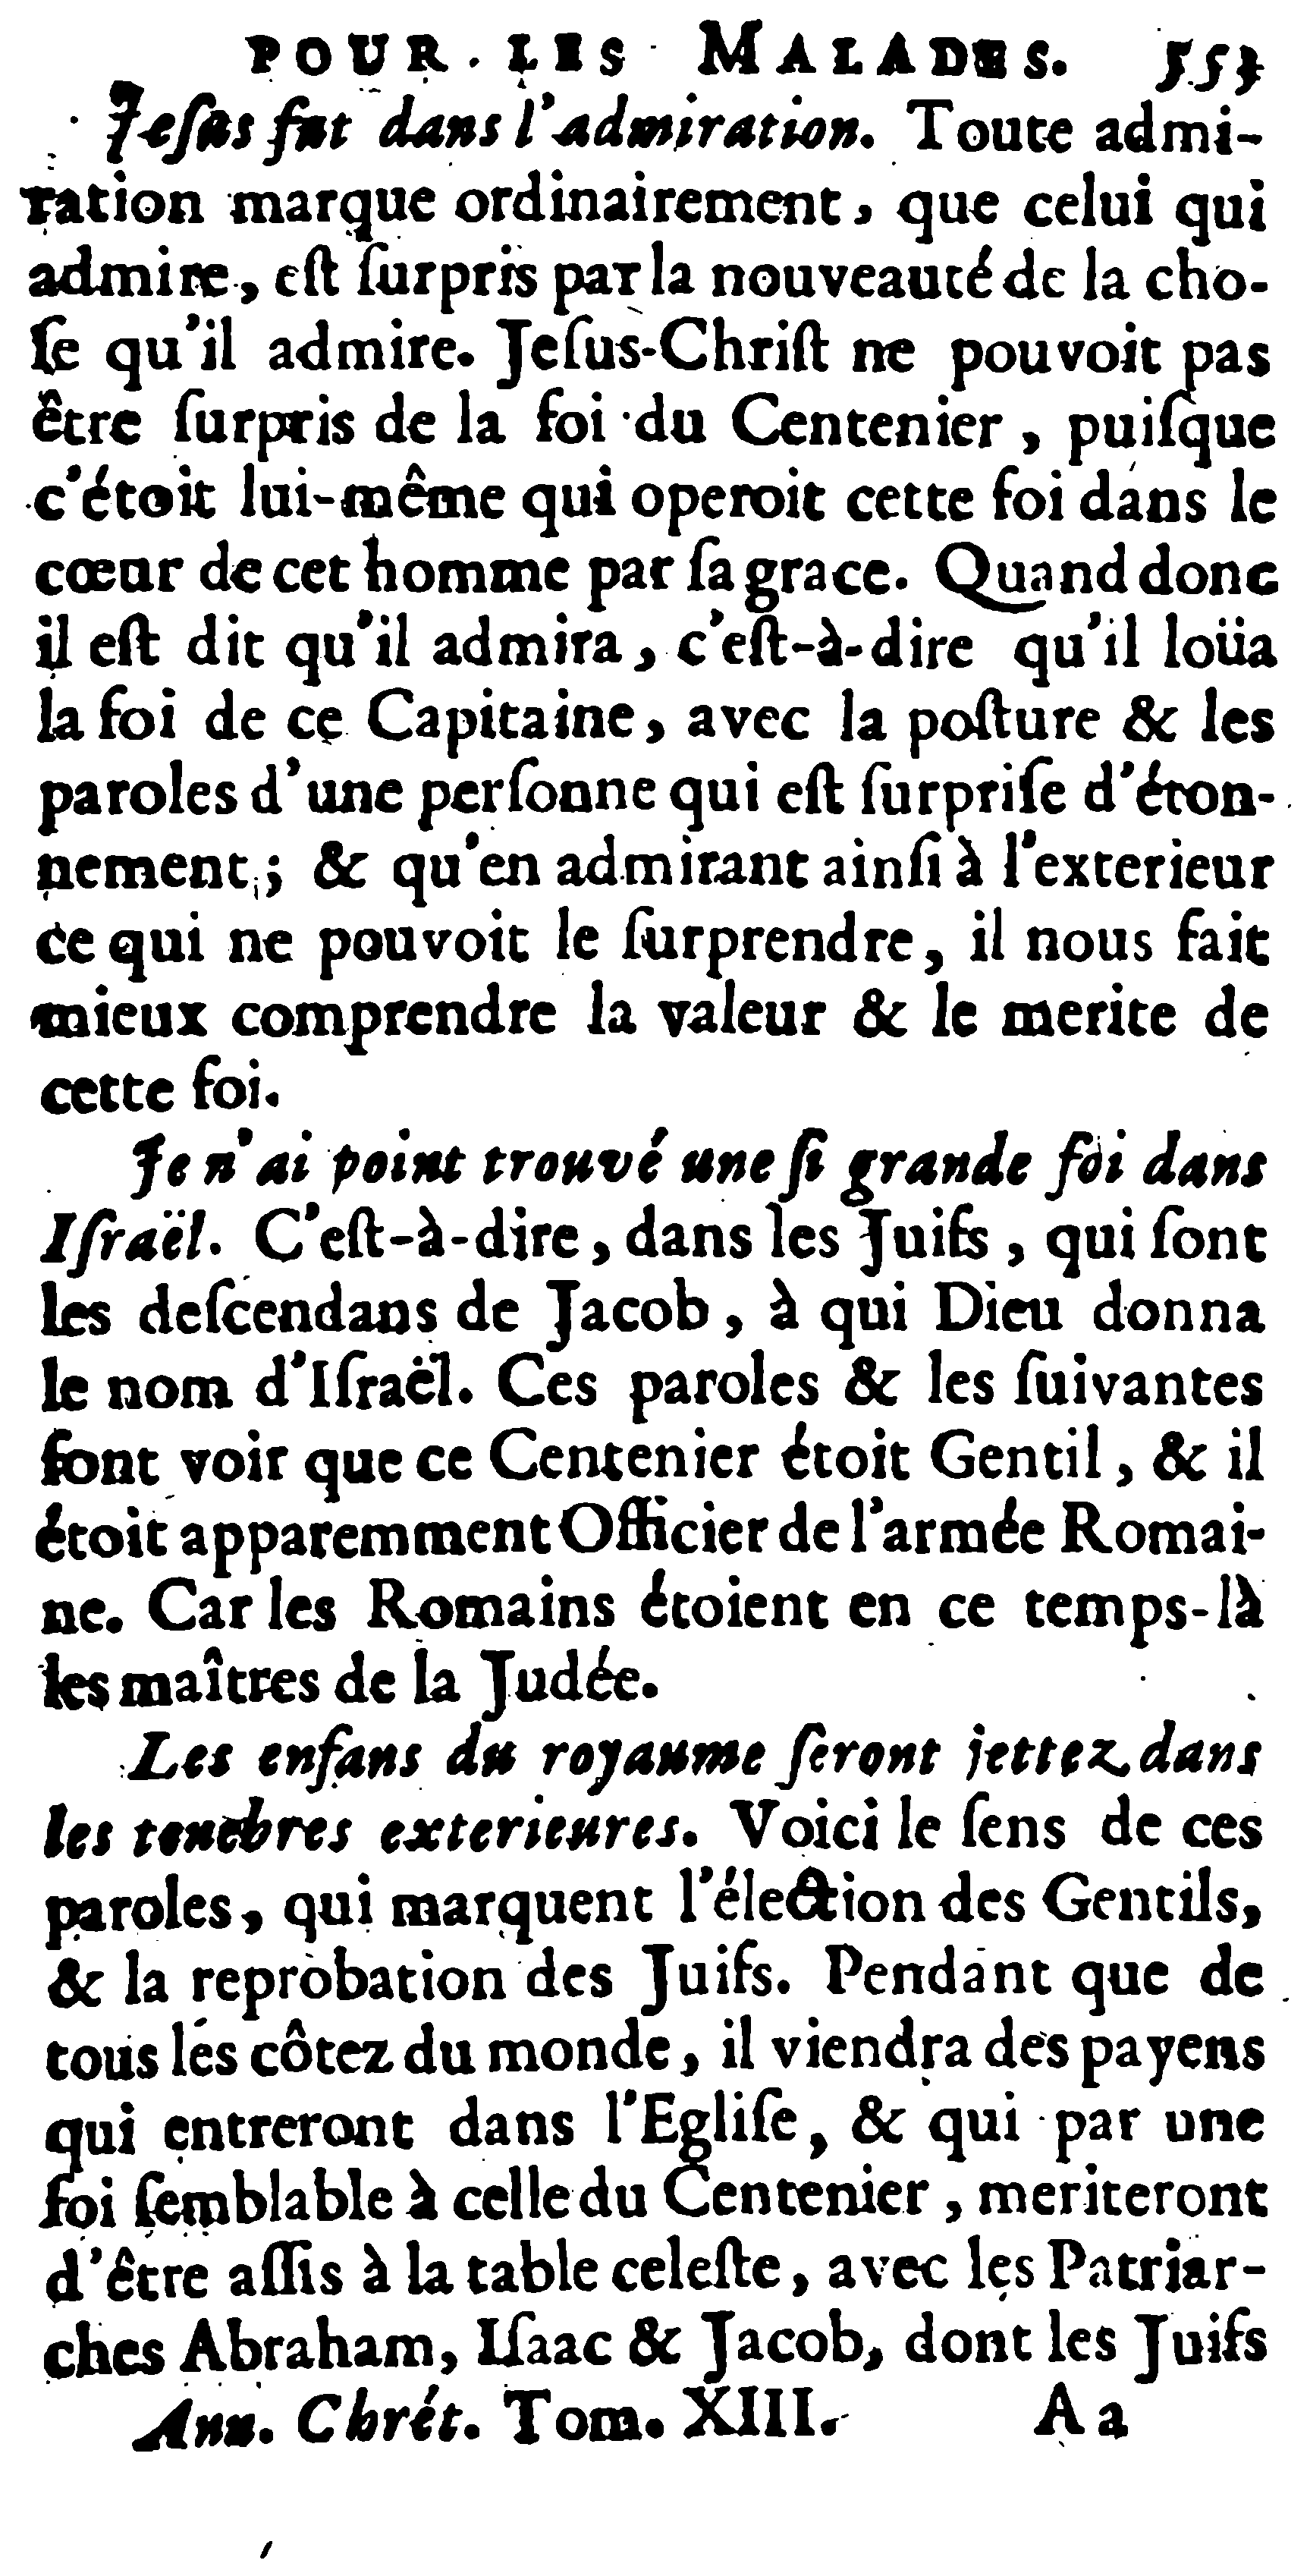 POUR LES MALADES. 553
Jeſus fut dans l'admiration. Toute admi-
ration marque ordinairement, que celui qui
admire, eſt ſurpris par la nouveauté de la cho-
ſe qu'il admire. Jeſus-Chriſt ne pouvoit pas
être ſurpris de la foi du Centenier, puiſque
c'étoit lui-même qui operoit cette foi dans le
cœur de cet homme par ſa grace. Quand donc
il eſt dit qu'il admira, c'eſt-à-dire qu'il loüa
la foi de ce Capitaine, avec la poſture & les
paroles d'une perſonne qui eſt ſurpriſe d'éton-
nement; & qu'en admirant ainſi à l'exterieur
ce qui ne pouvoit le ſurprendre, il nous fait
mieux comprendre la valeur & le merite de
cette foi.
Je n'ai point trouvé une ſi grande foi dans
Iſraël. C'eſt-à-dire, dans les Juifs, qui ſont
les deſcendans de Jacob, à qui Dieu donna
le nom d'Iſraël. Ces paroles & les ſuivantes
font voir que ce Centenier étoit Gentil, & il
étoit apparemment Officier de l'armée Romai-
ne. Car les Romains étoient en ce temps-là
les maîtres de la Judée.
Les enfans du royaume ſeront jettez dans
les tenebres exterieures. Voici le ſens de ces
paroles, qui marquent l'élection des Gentils,
& la reprobation des Juifs. Pendant que de
tous les côtez du monde, il viendra des payens
qui entreront dans l'Egliſe, & qui par une
foi ſemblable à celle du Centenier, meriteront
d'être aſſis à la table celeſte, avec les Patriar-
ches Abraham, Iſaac & Jacob, dont les Juifs
Ann. Chrét. Tom. XIII. Aa